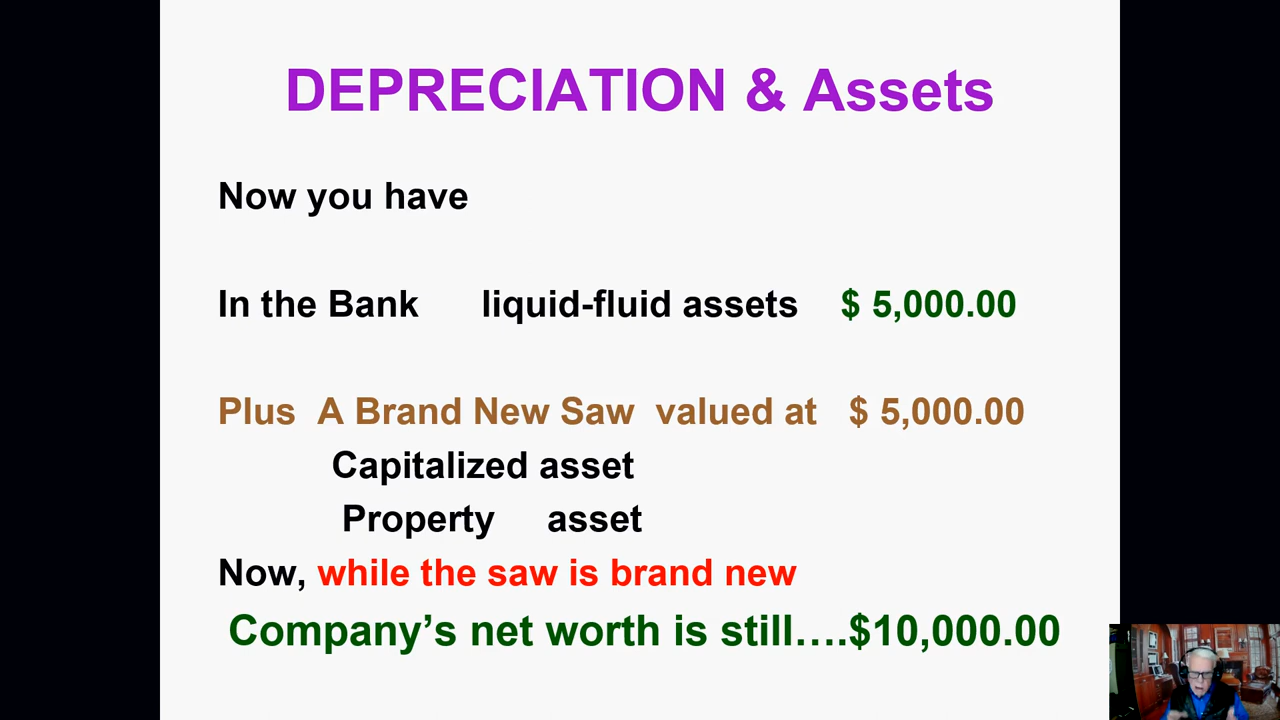 DEPRECIATION & Assets
Now you have
In the Bank liquid-fluid assets $ 5,000.00
Plus A Brand New Saw valued at $ 5,000.00
Capitalized asset
Property asset
Now, while the saw is brand new
Company’s net worth is still….$10,000.00